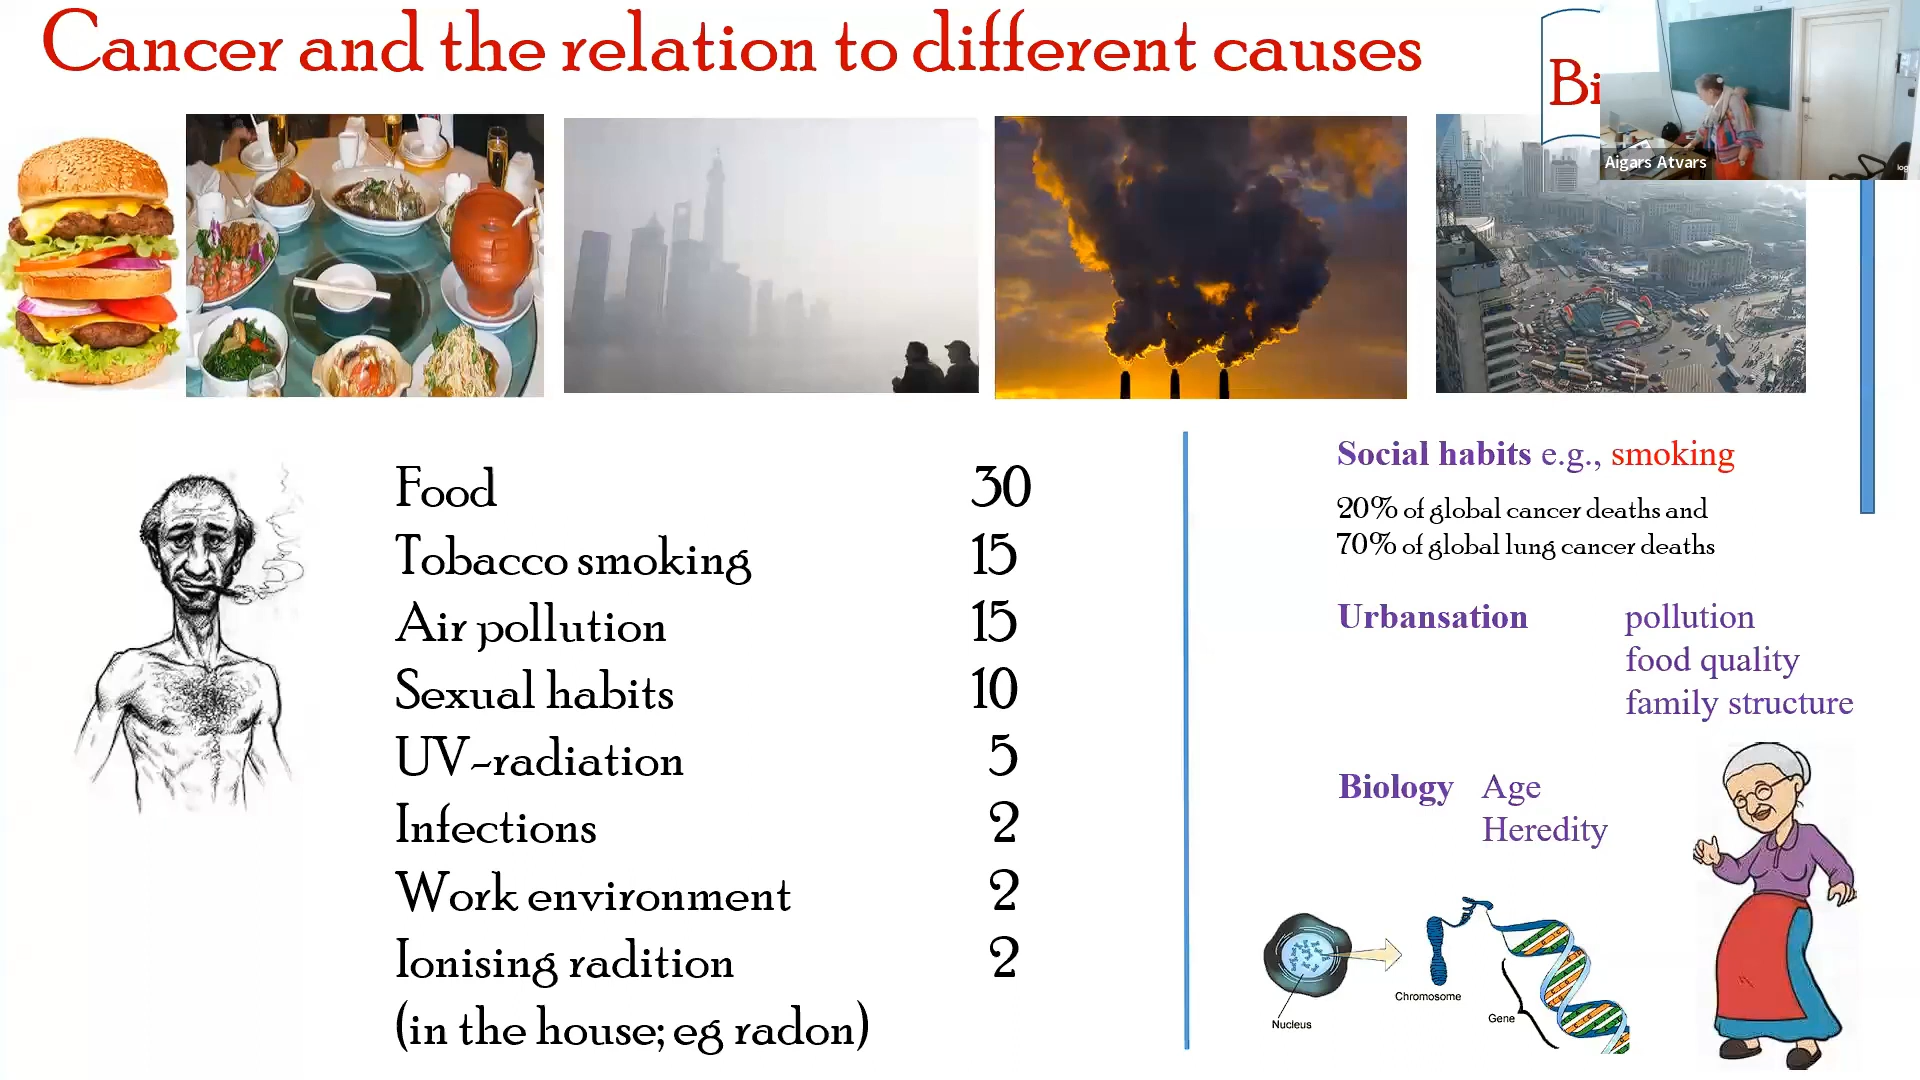 Cancer and the relation to different causes
Bi
Aigars Atvars
Food 30
Tobacco smoking 15
Air pollution 15
Sexual habits 10
UV-radiation 5
Infections 2
Work environment 2
Ionising radition 2
(in the house; eg radon)
Social habits e.g., smoking
20% of global cancer deaths and
70% of global lung cancer deaths
Urbansation pollution
food quality
family structure
Biology Age
Heredity
Nucleus
Chromosome
Gene